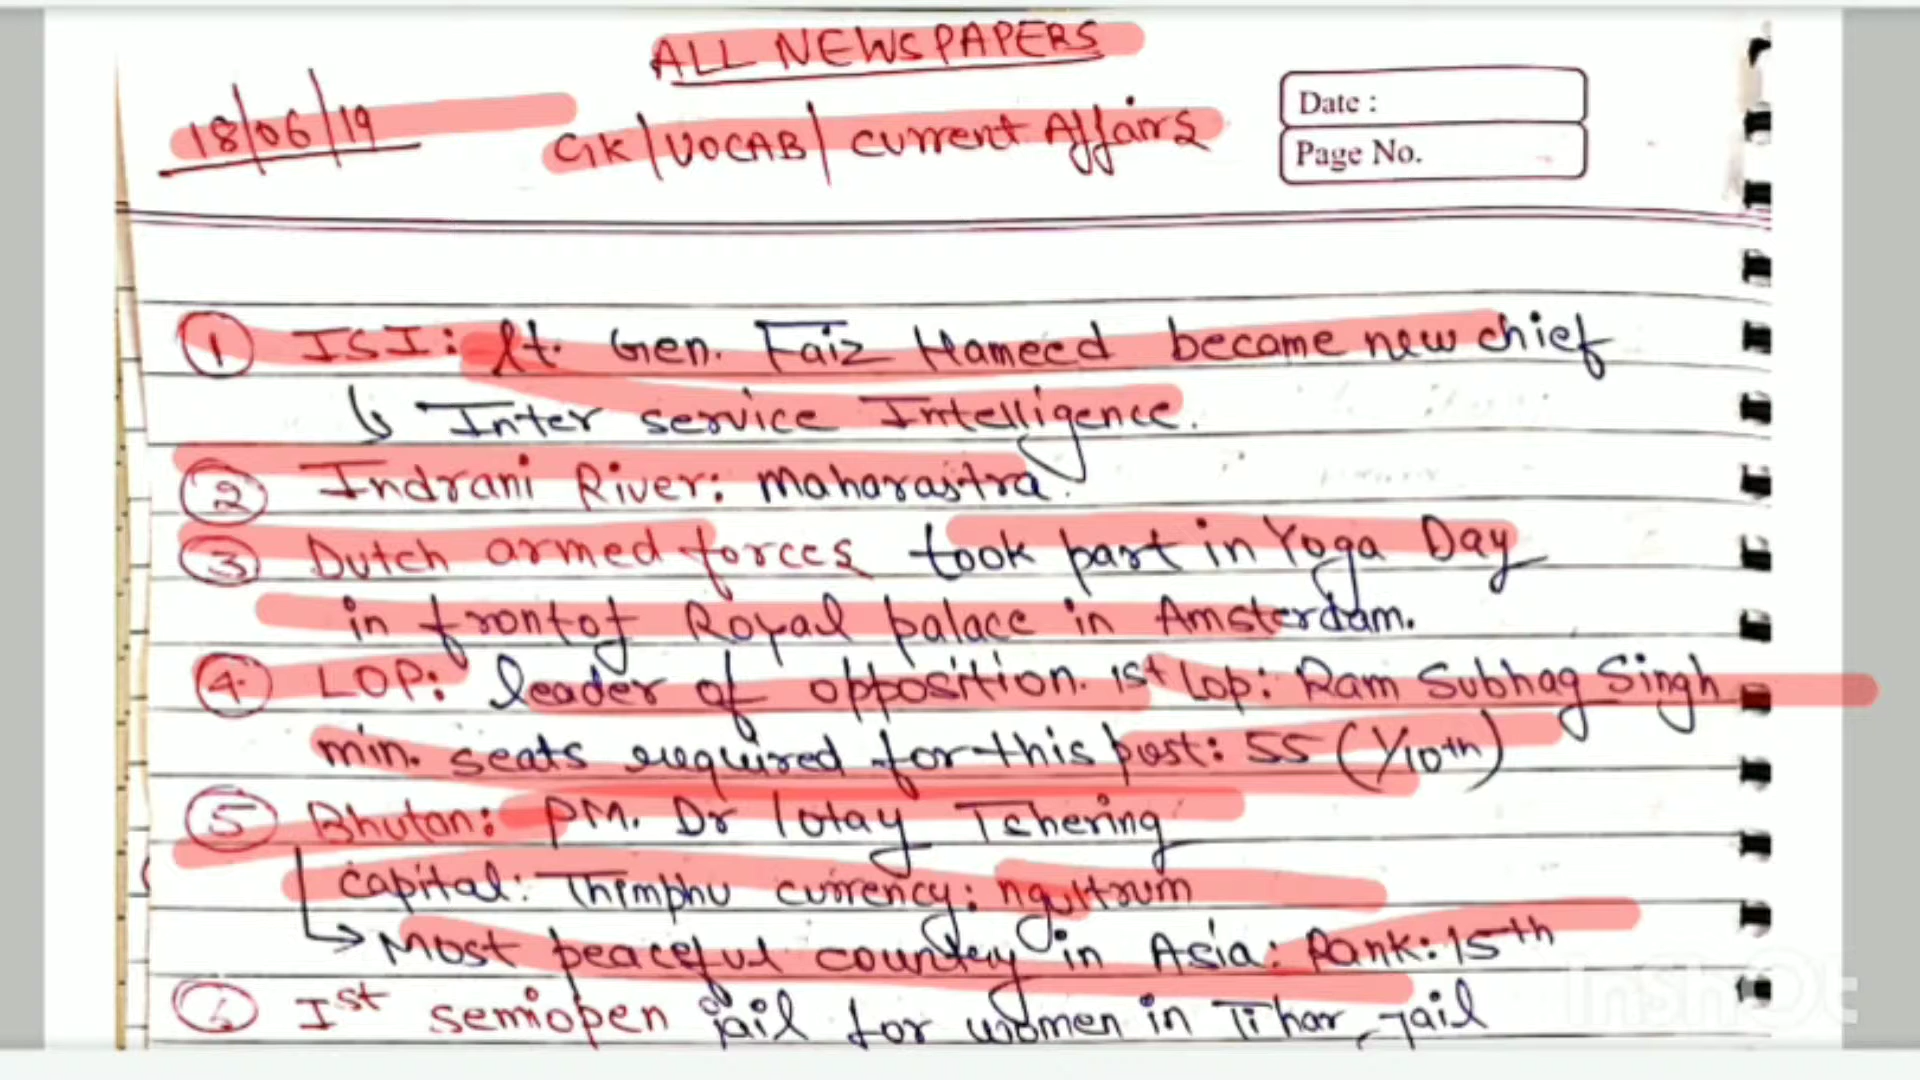 ALL NEWSPAPERS
18/06/19
GK/VOCAB/Current Affairs
Date :
Page No.
① ISI: Lt. Gen. Faiz Hameed became new chief
↳ Inter service Intelligence.
② Indrani River: Maharastra.
③ Dutch armed forces took part in Yoga Day
in front of Royal palace in Amsterdam.
④ LOP: leader of opposition. 1st Lop: Ram Subhag Singh
min. seats required for this post: 55 (1/10th)
⑤ Bhutan: PM. Dr lotay Tshering
capital: Thimphu currency: ngultrum
→ Most peaceful country in Asia: Rank: 15th
⑥ Ist semiopen jail for women in Tihar jail
InShOt